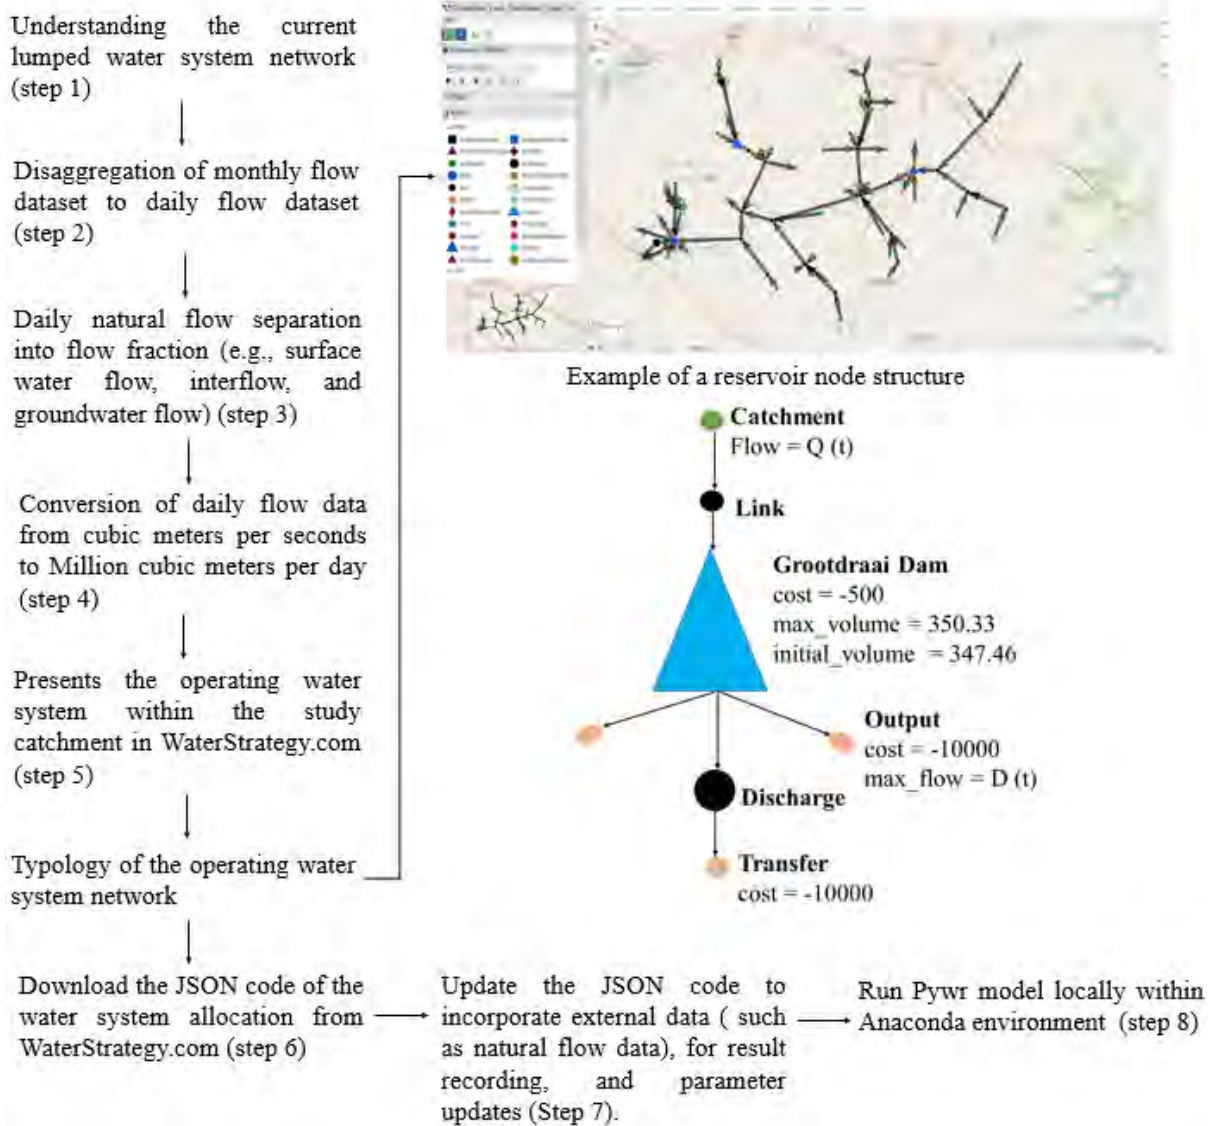 Understanding the current
lumped water system network
(step 1)
Disaggregation of monthly flow
dataset to daily flow dataset
(step 2)
Daily natural flow separation
into flow fraction (e.g., surface
water flow, interflow, and
groundwater flow) (step 3)
Conversion of daily flow data
from cubic meters per seconds
to Million cubic meters per day
(step 4)
Presents the operating water
system within the study
catchment in WaterStrategy.com
(step 5)
Typology of the operating water
system network
Example of a reservoir node structure
Catchment
Flow = Q (t)
Link
Grootdraai Dam
cost = -500
max_volume = 350.33
initial_volume = 347.46
Output
cost = -10000
max_flow = D (t)
Discharge
Transfer
cost = -10000
Download the JSON code of the
water system allocation from
WaterStrategy.com (step 6)
Update the JSON code to
incorporate external data ( such
as natural flow data), for result
recording, and parameter
updates (Step 7).
Run Pywr model locally within
Anaconda environment (step 8)